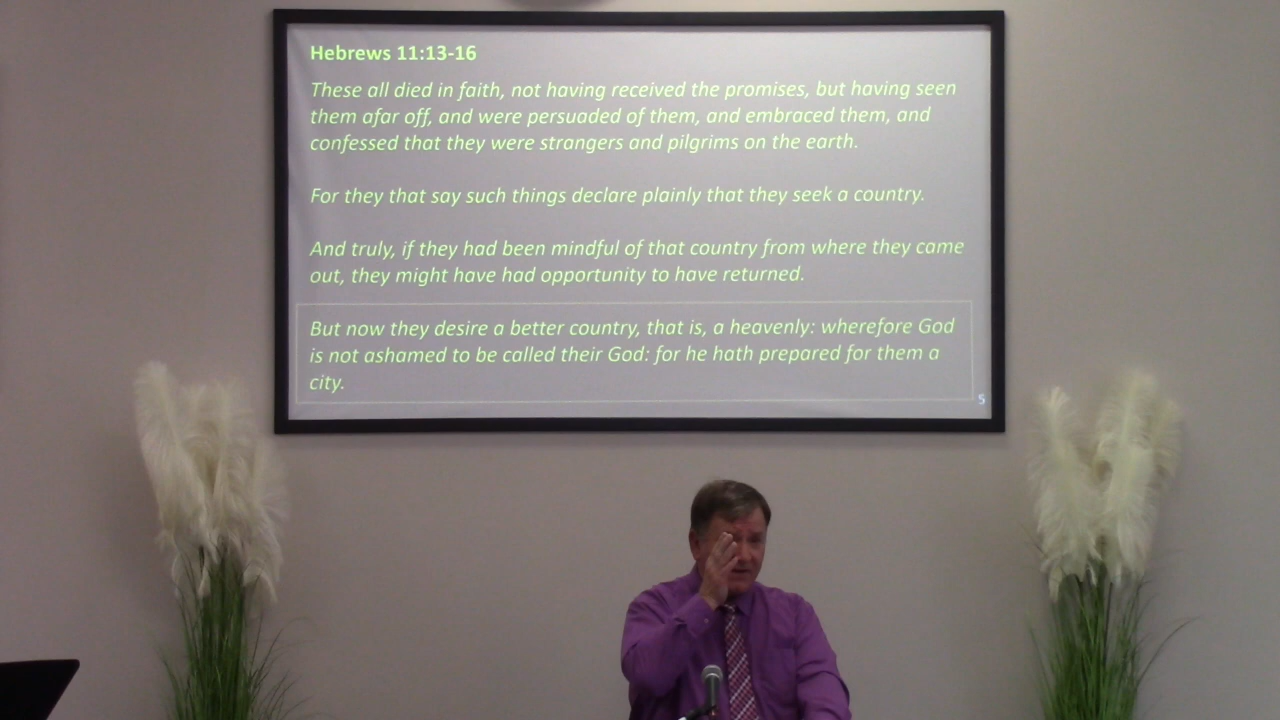 Hebrews 11:13-16
These all died in faith, not having received the promises, but having seen
them afar off, and were persuaded of them, and embraced them, and
confessed that they were strangers and pilgrims on the earth.
For they that say such things declare plainly that they seek a country.
And truly, if they had been mindful of that country from where they came
out, they might have had opportunity to have returned.
But now they desire a better country, that is, a heavenly: wherefore God
is not ashamed to be called their God: for he hath prepared for them a
city.
5